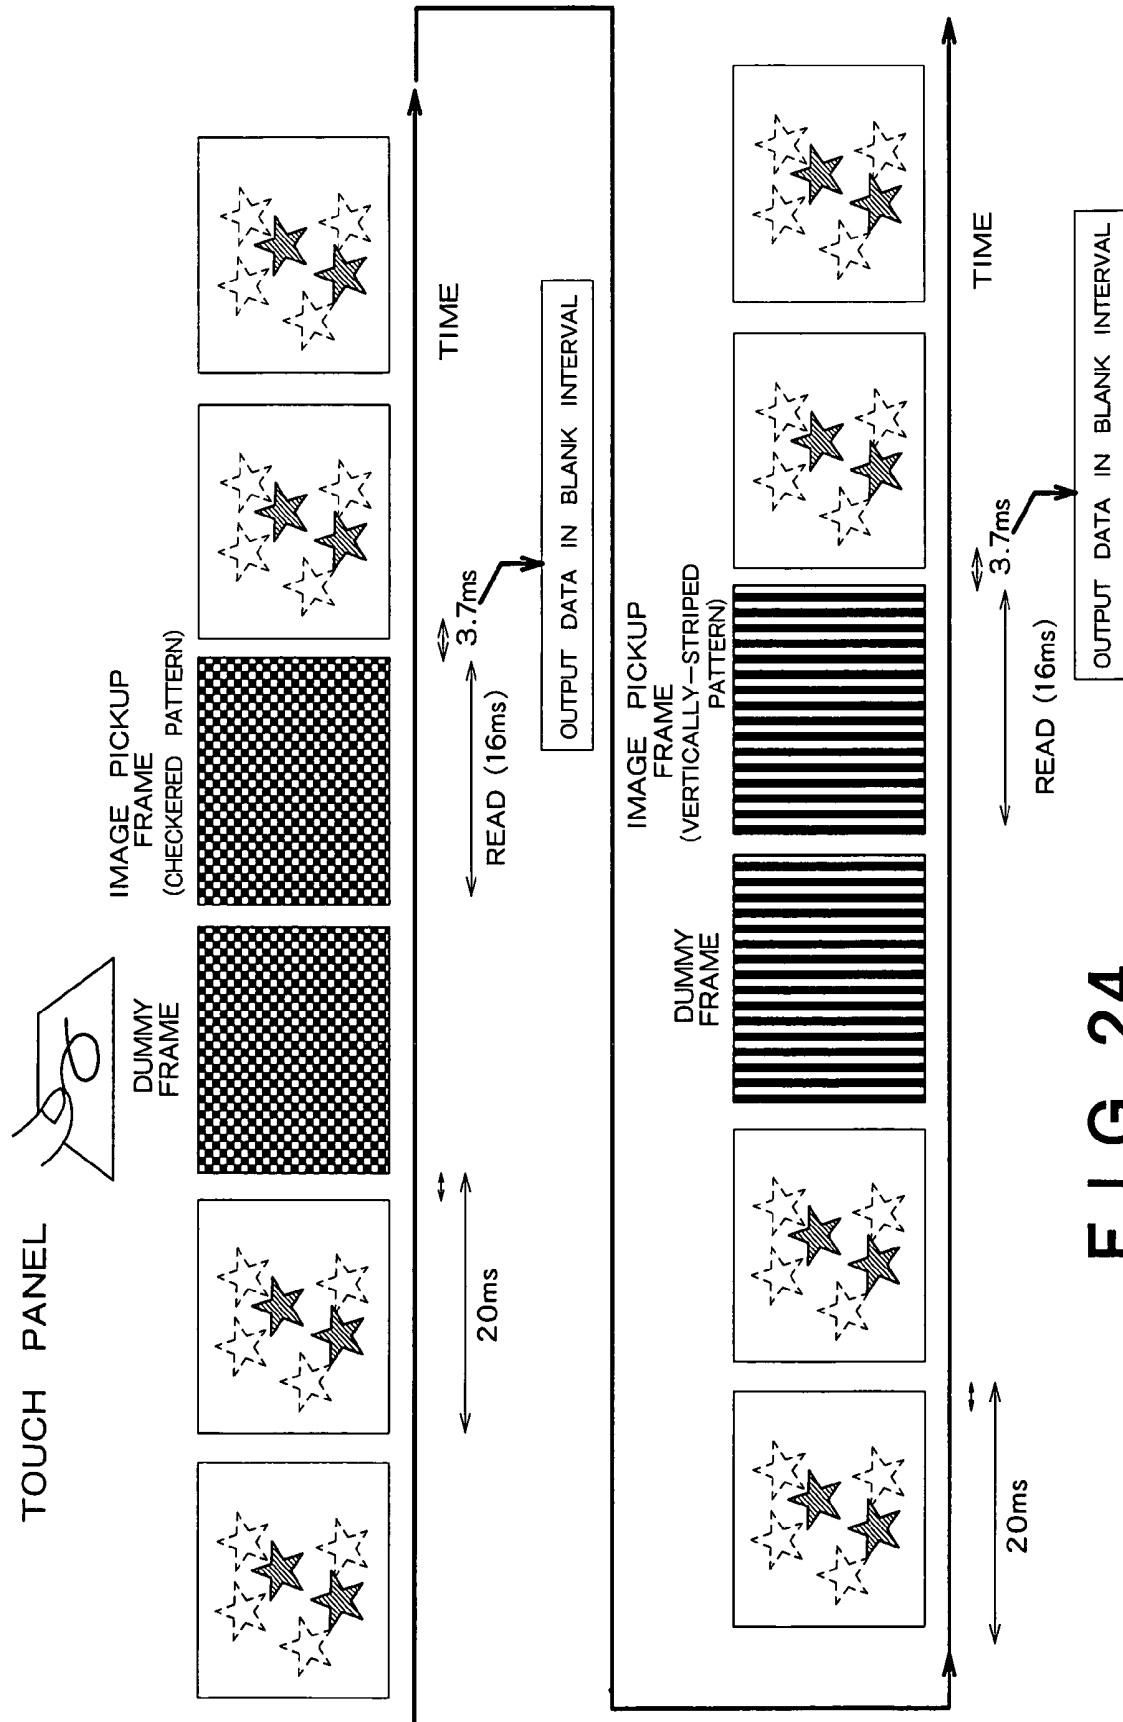 TOUCH PANEL
DUMMY
FRAME
IMAGE PICKUP
FRAME
(CHECKERED PATTERN)
20ms
READ (16ms)
3.7ms
TIME
OUTPUT DATA IN BLANK INTERVAL
DUMMY
FRAME
IMAGE PICKUP
FRAME
(VERTICALLY-STRIPED
PATTERN)
20ms
READ (16ms)
3.7ms
TIME
OUTPUT DATA IN BLANK INTERVAL
FIG 24